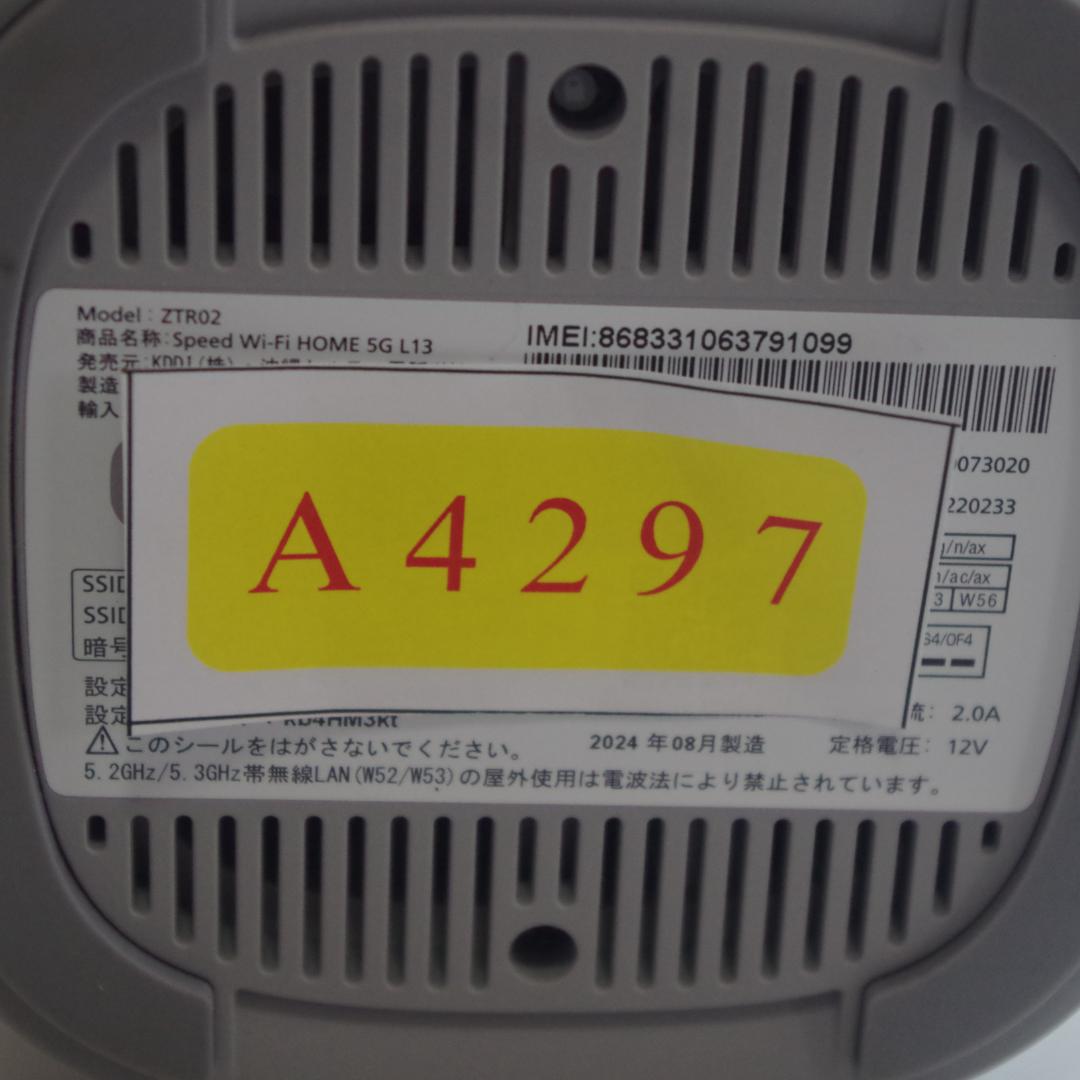 Model : ZTR02
商品名称:Speed Wi-Fi HOME 5G L13
発売元:KDDI(株)
製造
輸入
IMEI:868331063791099
073020
220233
/n/ax
/ac/ax
3 W56
/OF4
A4297
SSID
SSID
暗号
設定
設定
流: 2.0A
⚠このシールをはがさないでください。
2024 年08月製造
定格電圧: 12V
5.2GHz/5.3GHz帯無線LAN(W52/W53)の屋外使用は電波法により禁止されています。